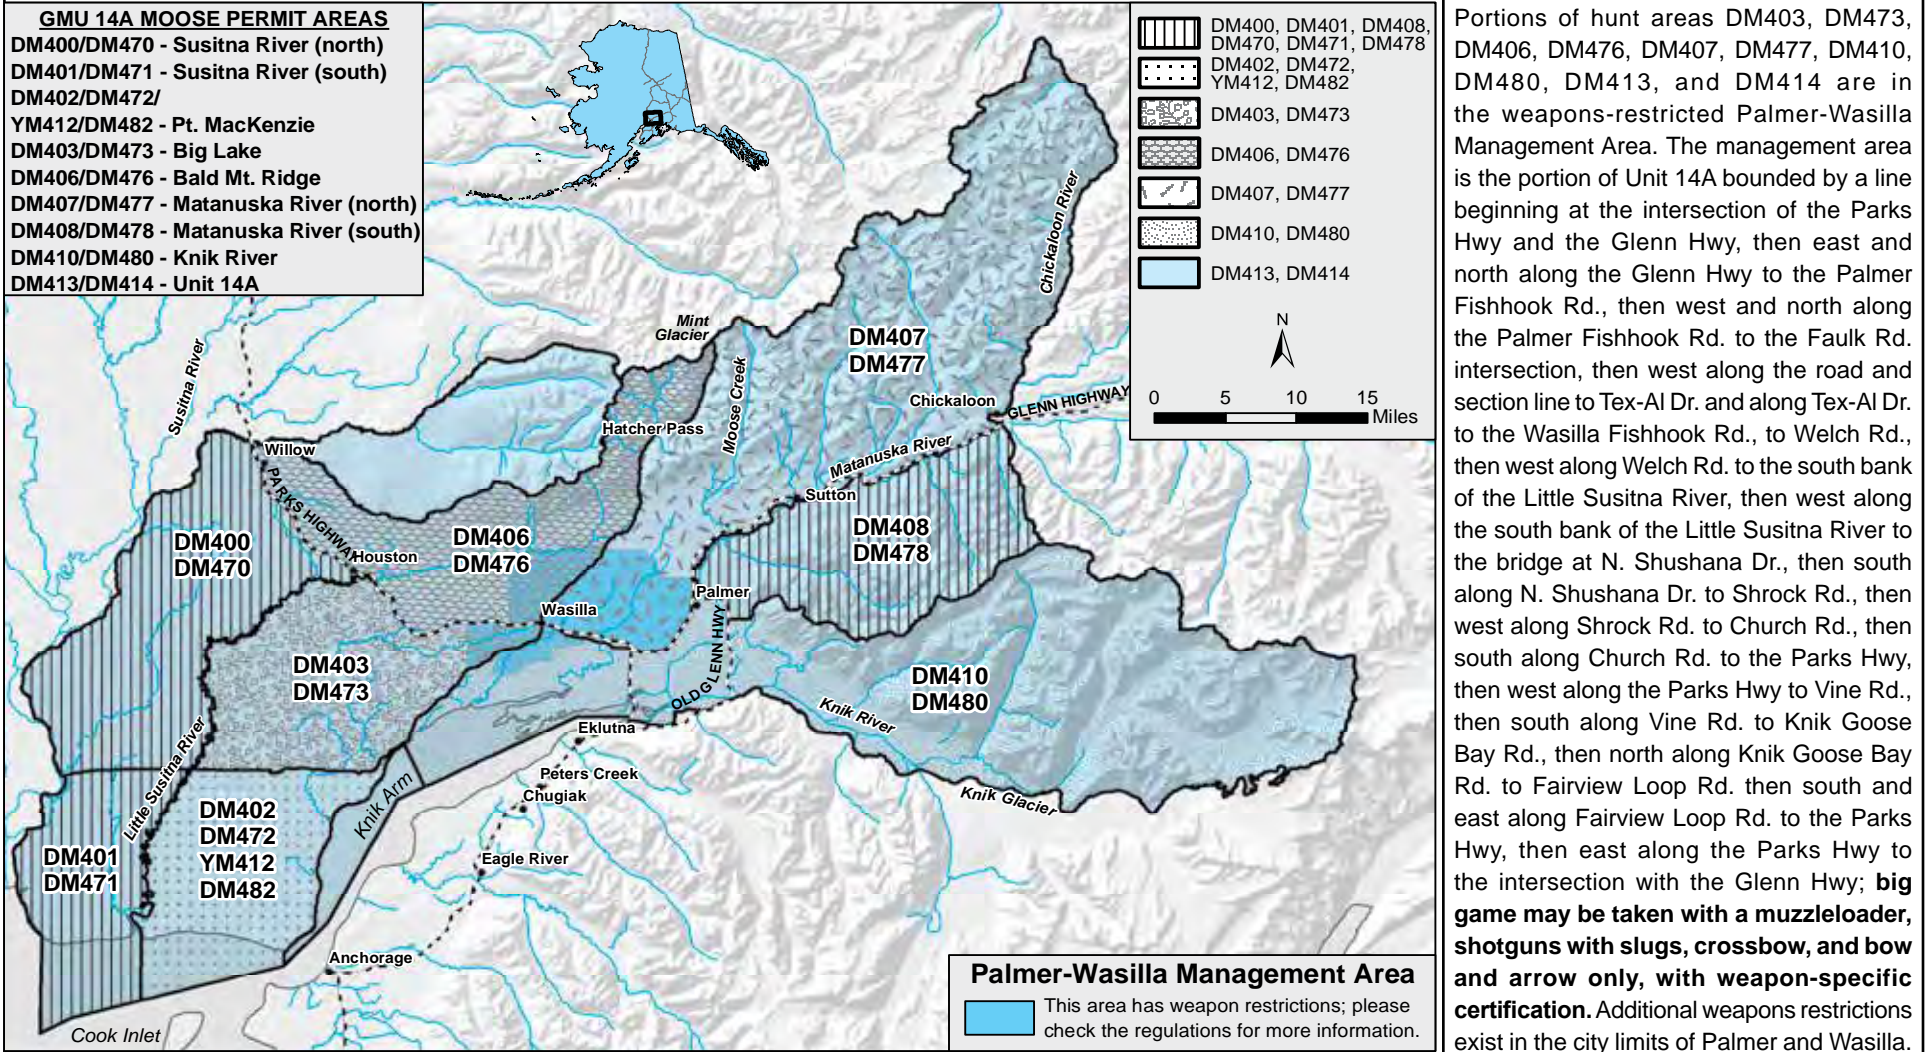 GMU 14A MOOSE PERMIT AREAS
DM400/DM470 - Susitna River (north)
DM401/DM471 - Susitna River (south)
DM402/DM472/
YM412/DM482 - Pt. MacKenzie
DM403/DM473 - Big Lake
DM406/DM476 - Bald Mt. Ridge
DM407/DM477 - Matanuska River (north)
DM408/DM478 - Matanuska River (south)
DM410/DM480 - Knik River
DM413/DM414 - Unit 14A
DM400, DM401, DM408,
DM470, DM471, DM478
DM402, DM472,
YM412, DM482
DM403, DM473
DM406, DM476
DM407, DM477
DM410, DM480
DM413, DM414
N
0 5 10 15
Miles
Susitna River
Mint
Glacier
Chickaloon River
DM407
DM477
Moose Creek
Chickaloon
GLENN HIGHWAY
Hatcher Pass
Willow
Matanuska River
Sutton
PARKS HIGHWAY
DM400
DM470
Houston
DM406
DM476
DM408
DM478
Wasilla
Palmer
DM403
DM473
OLD GLENN HWY
DM410
DM480
Knik River
Eklutna
Little Susitna River
Knik Arm
Peters Creek
Chugiak
Knik Glacier
DM402
DM472
YM412
DM482
DM401
DM471
Eagle River
Anchorage
Cook Inlet
Palmer-Wasilla Management Area
This area has weapon restrictions; please
check the regulations for more information.
Portions of hunt areas DM403, DM473,
DM406, DM476, DM407, DM477, DM410,
DM480, DM413, and DM414 are in
the weapons-restricted Palmer-Wasilla
Management Area. The management area
is the portion of Unit 14A bounded by a line
beginning at the intersection of the Parks
Hwy and the Glenn Hwy, then east and
north along the Glenn Hwy to the Palmer
Fishhook Rd., then west and north along
the Palmer Fishhook Rd. to the Faulk Rd.
intersection, then west along the road and
section line to Tex-Al Dr. and along Tex-Al Dr.
to the Wasilla Fishhook Rd., to Welch Rd.,
then west along Welch Rd. to the south bank
of the Little Susitna River, then west along
the south bank of the Little Susitna River to
the bridge at N. Shushana Dr., then south
along N. Shushana Dr. to Shrock Rd., then
west along Shrock Rd. to Church Rd., then
south along Church Rd. to the Parks Hwy,
then west along the Parks Hwy to Vine Rd.,
then south along Vine Rd. to Knik Goose
Bay Rd., then north along Knik Goose Bay
Rd. to Fairview Loop Rd. then south and
east along Fairview Loop Rd. to the Parks
Hwy, then east along the Parks Hwy to
the intersection with the Glenn Hwy; big
game may be taken with a muzzleloader,
shotguns with slugs, crossbow, and bow
and arrow only, with weapon-specific
certification. Additional weapons restrictions
exist in the city limits of Palmer and Wasilla.